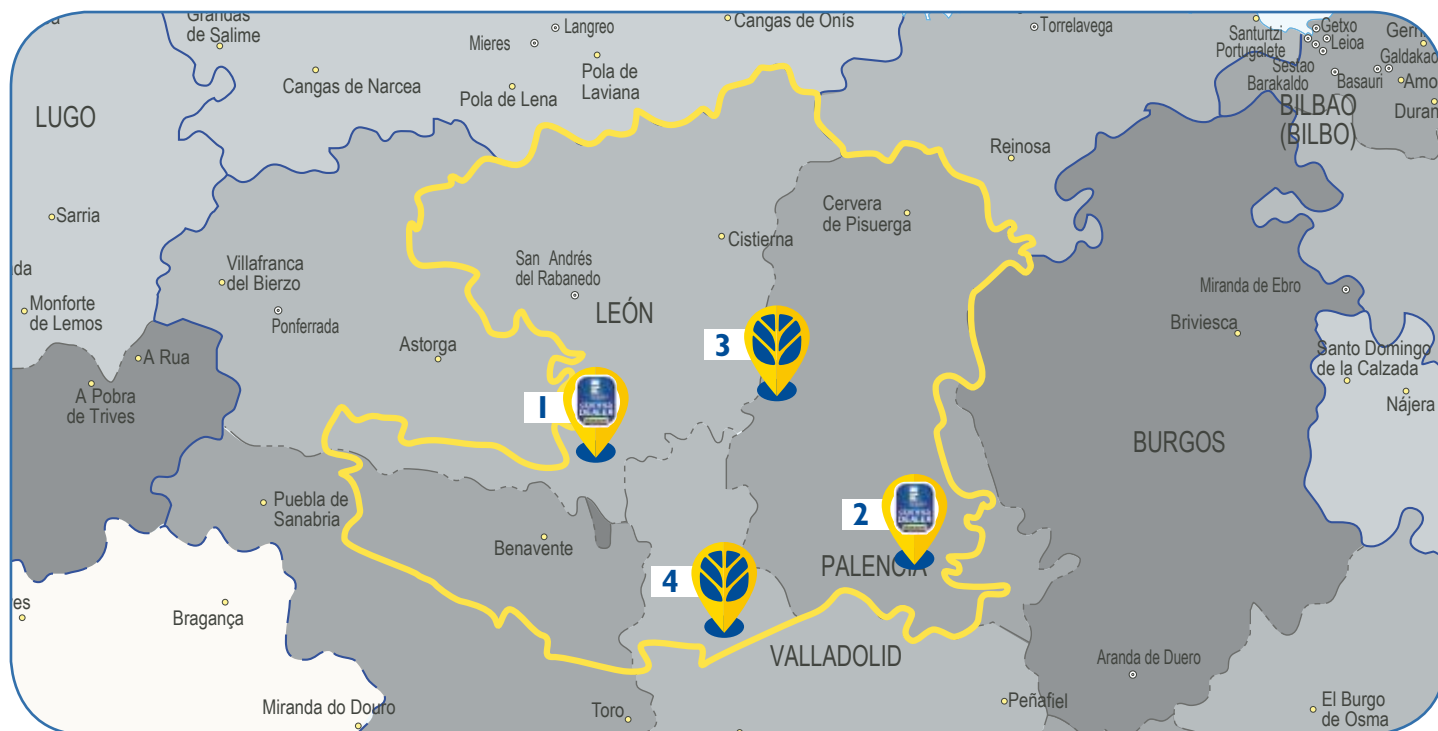 Grandas
de Salime
Langreo
Mieres
Cangas de Onis
Torrelavega
Santurtzi
Portugalete
Getxo
Leioa
Sestao
Barakaldo
Basauri
Galdakao
Cangas de Narcea
Pola de Lena
Pola de
Laviana
LUGO
BILBAO
(BILBO)
Reinosa
Sarria
Cervera
de Pisuerga
Cistierna
Villafranca
del Bierzo
San Andrés
del Rabanedo
Miranda de Ebro
Monforte
de Lemos
Ponferrada
LEÓN
Briviesca
A Rua
Astorga
3
Santo Domingo
de la Calzada
A Pobra
de Trives
1
Nájera
BURGOS
Puebla de
Sanabria
2
Benavente
PALENCIA
4
Bragança
VALLADOLID
Aranda de Duero
Miranda do Douro
Toro
Peñafiel
El Burgo
de Osma